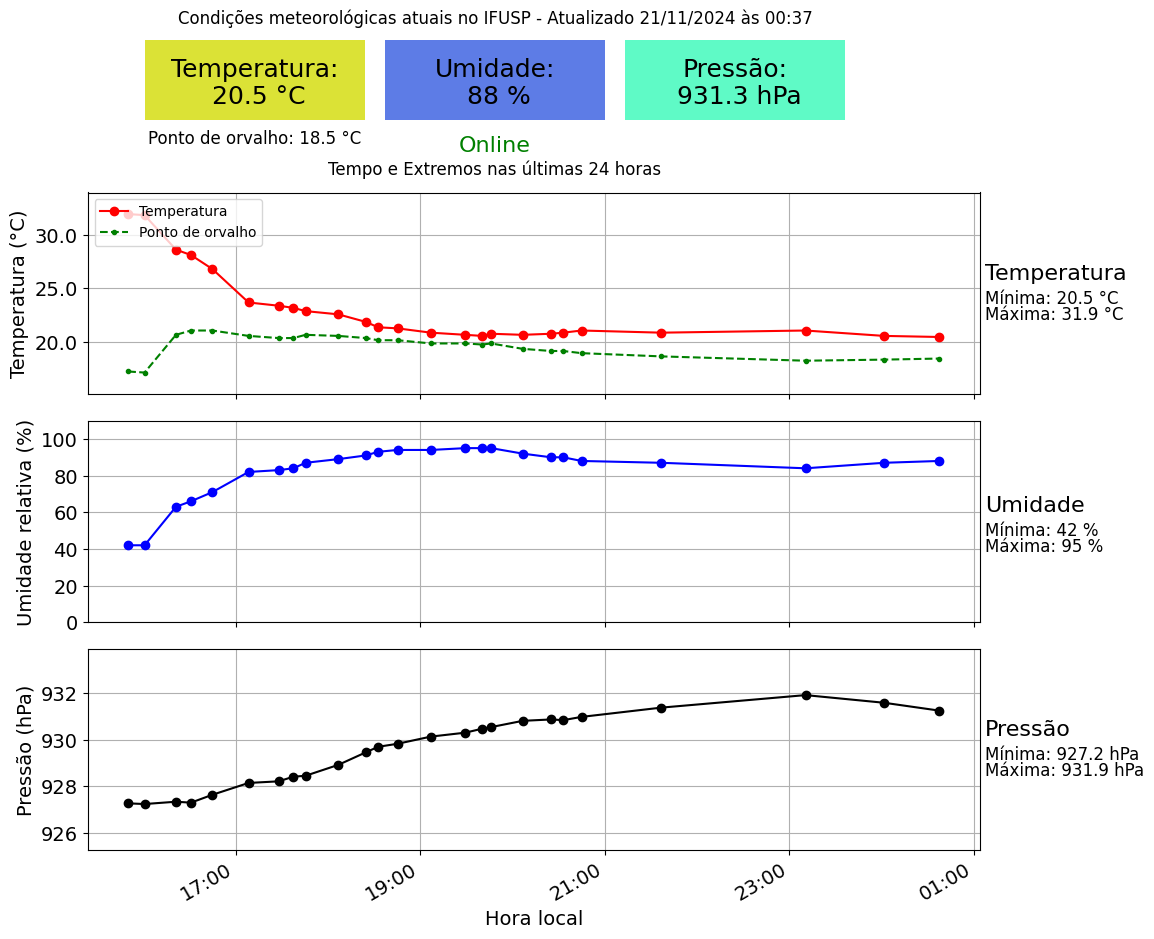 Condições meteorológicas atuais no IFUSP - Atualizado 21/11/2024 às 00:37
Temperatura:
20.5 °C
Umidade:
88 %
Pressão:
931.3 hPa
Ponto de orvalho: 18.5 °C
Online
Tempo e Extremos nas últimas 24 horas
Temperatura (°C)
30.0
25.0
20.0
Temperatura
Ponto de orvalho
Temperatura
Mínima: 20.5 °C
Máxima: 31.9 °C
Umidade relativa (%)
100
80
60
40
20
0
Umidade
Mínima: 42 %
Máxima: 95 %
Pressão (hPa)
932
930
928
926
Pressão
Mínima: 927.2 hPa
Máxima: 931.9 hPa
17:00
19:00
21:00
23:00
01:00
Hora local